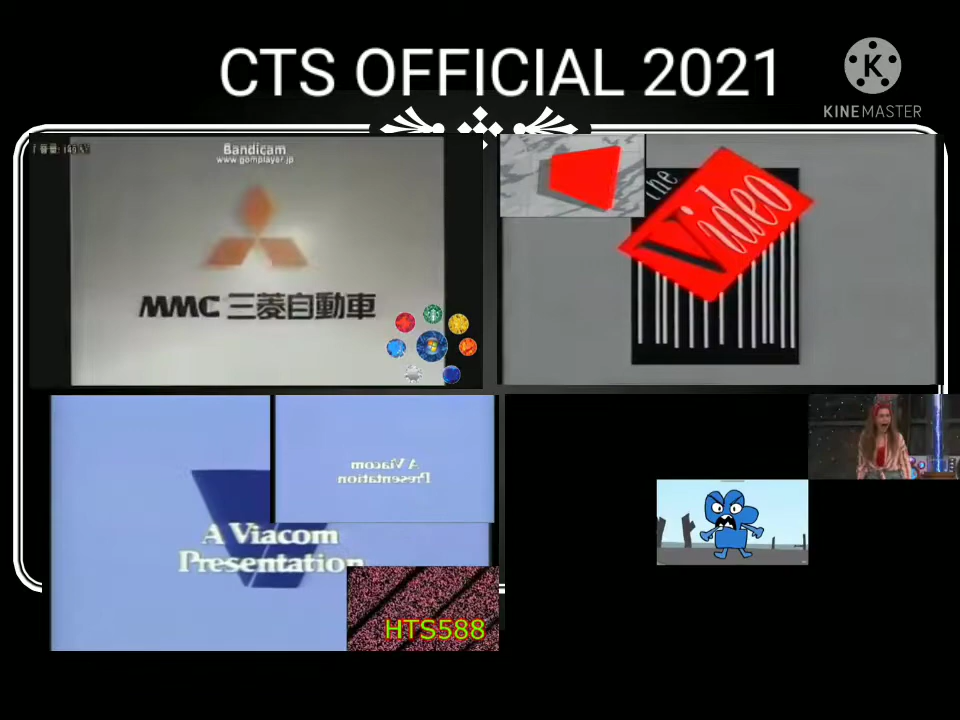 CTS OFFICIAL 2021
K
KINEMASTER
Bandicam
www.gomplayer.jp
MMC 三菱自動車
the
Video
A Viacom
Presentation
A Viacom
Presentation
HTS588